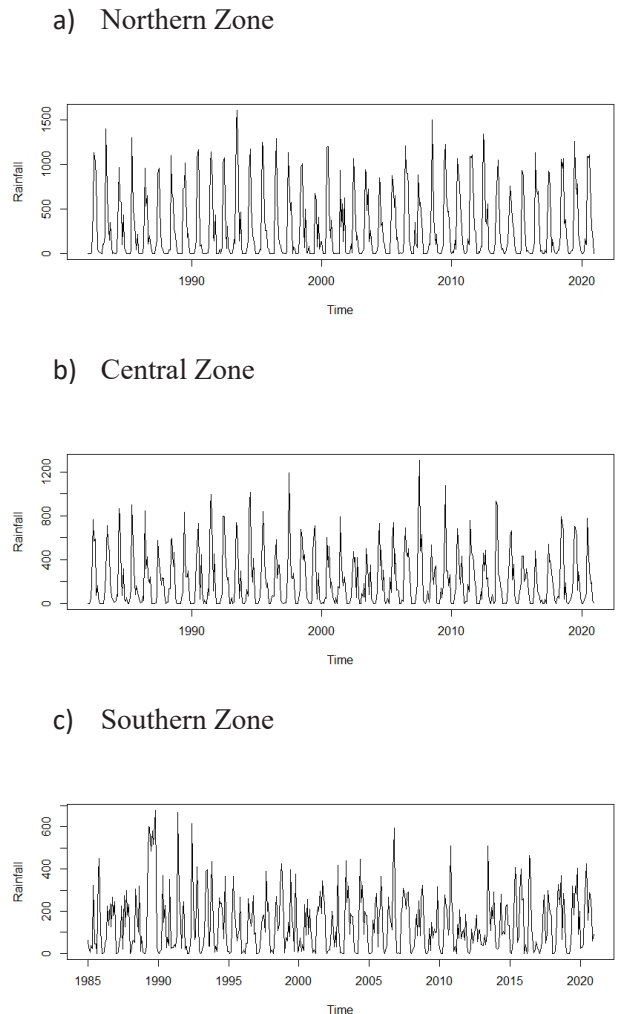 a) Northern Zone
1500
1000
500
0
Rainfall
1990 2000 2010 2020
Time
b) Central Zone
1200
800
400
0
Rainfall
1990 2000 2010 2020
Time
c) Southern Zone
600
400
200
0
Rainfall
1985 1990 1995 2000 2005 2010 2015 2020
Time